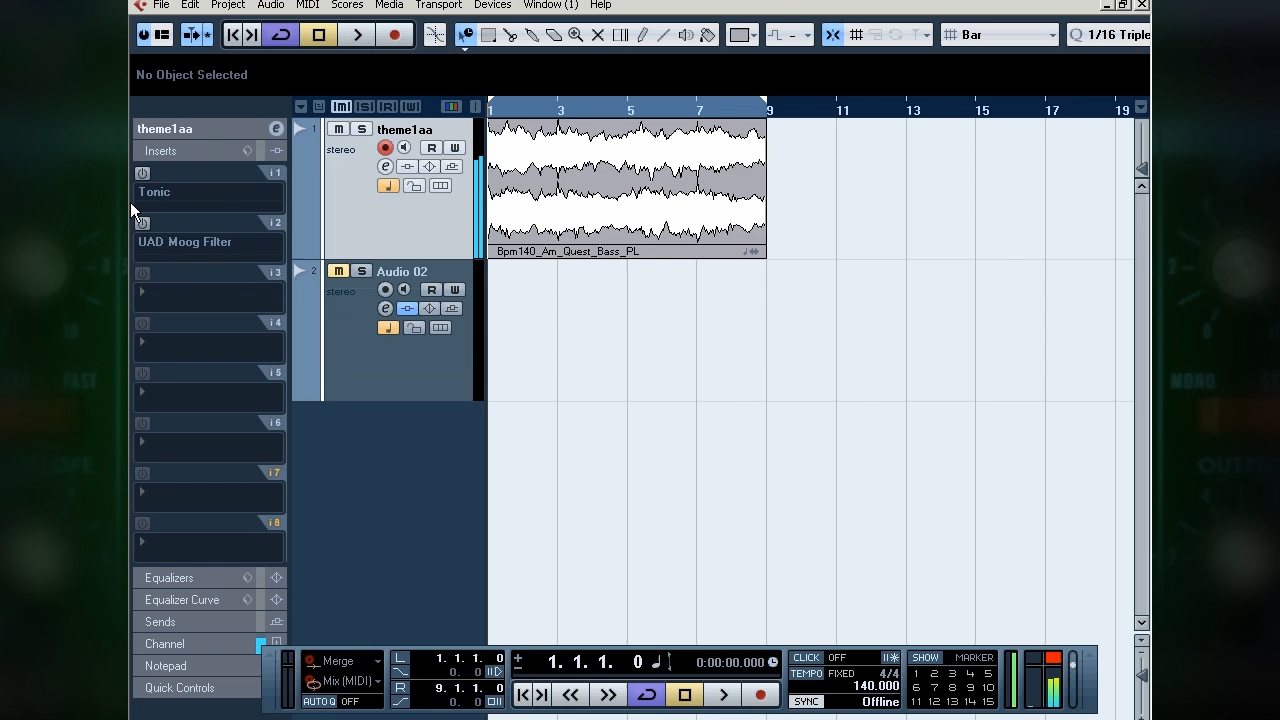 File Edit Project Audio MIDI Scores Media Transport Devices Window (1) Help
Bar
Q 1/16 Triple
No Object Selected
[M] [S] [R] [W]
1 3 5 7 9 11 13 15 17 19
theme1aa
e
Inserts
i 1
Tonic
i 2
UAD Moog Filter
i 3
i 4
i 5
i 6
i 7
i 8
Equalizers
Equalizer Curve
Sends
Channel
Notepad
Quick Controls
1 M S theme1aa
stereo
R W
e
Bpm140_Am_Quest_Bass_PL
2 M S Audio 02
stereo
R W
e
Merge
Mix (MIDI)
AUTO Q OFF
L 1. 1. 1. 0
0. 0
R 9. 1. 1. 0
0. 0
1. 1. 1. 0
0:00:00.000
CLICK OFF
TEMPO FIXED 4/4
140.000
SYNC Offline
SHOW MARKER
1 2 3 4 5
6 7 8 9 10
11 12 13 14 15
FAST
MONO